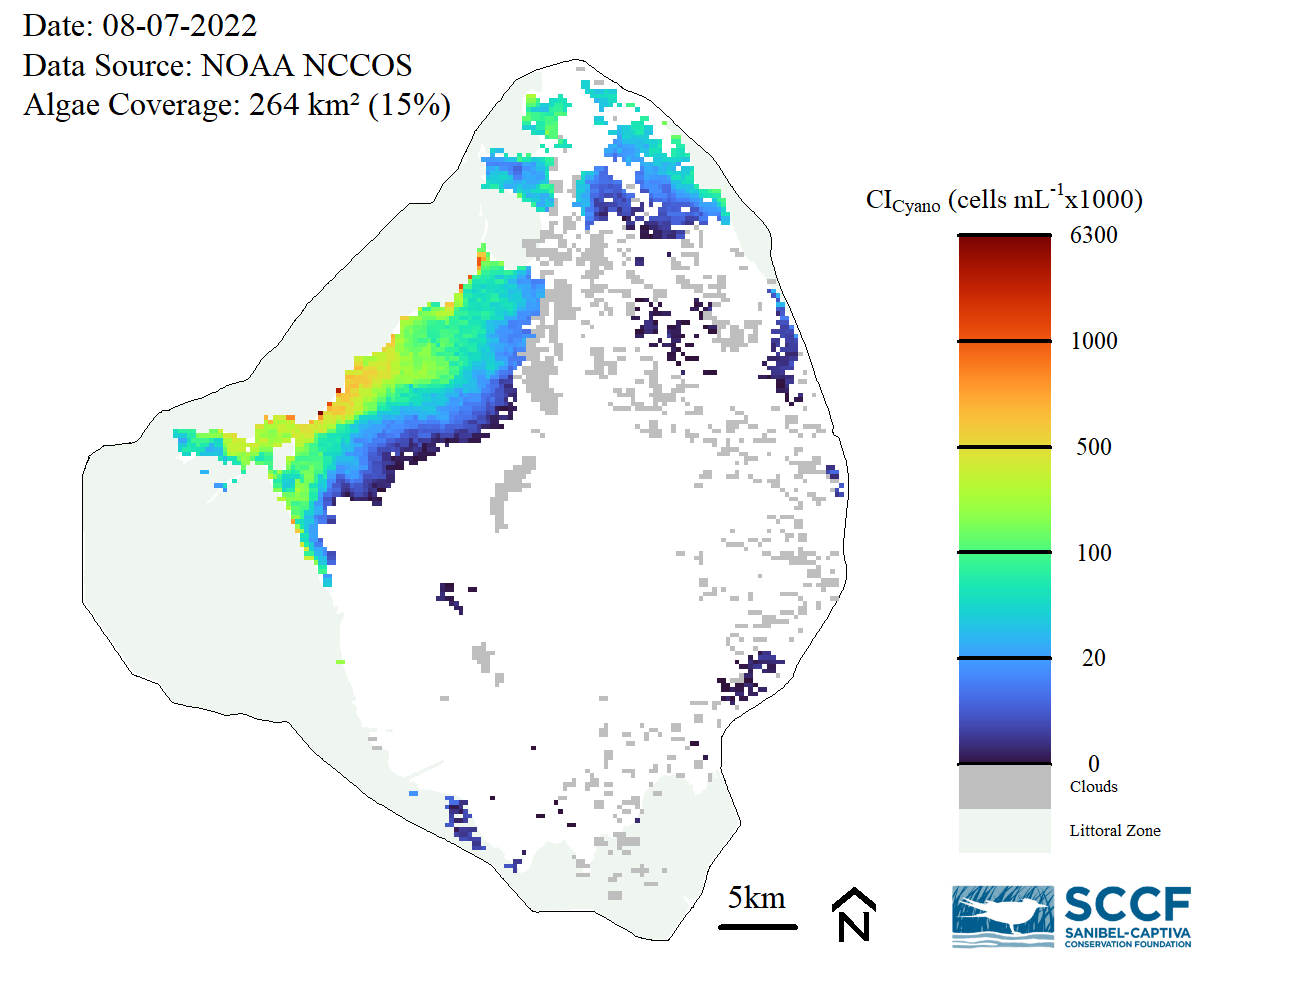 Date: 08-07-2022
Data Source: NOAA NCCOS
Algae Coverage: 264 km² (15%)
CICyano (cells mL-1x1000)
6300
1000
500
100
20
0
Clouds
Littoral Zone
5km
N
SCCF
SANIBEL-CAPTIVA
CONSERVATION FOUNDATION